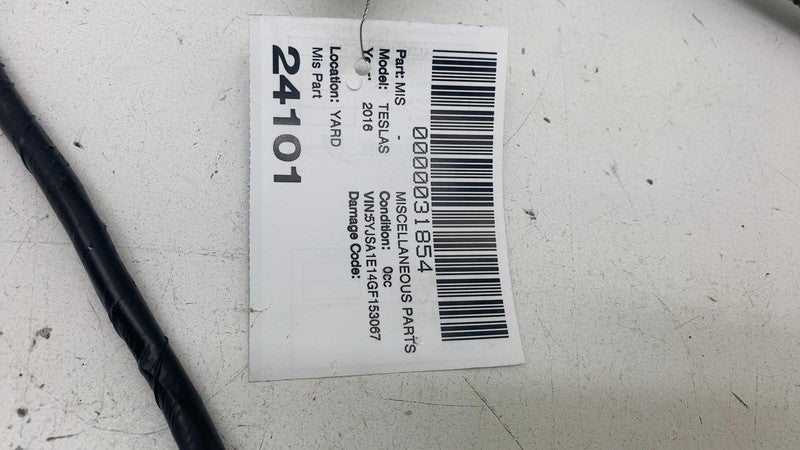 0000031854
Part: MIS - MISCELLANEOUS PARTS
Model: TESLAS Condition: 0cc
2016 VIN:5YJSA1E14GF153067
Damage Code:
Location: YARD
Mis Part
24101